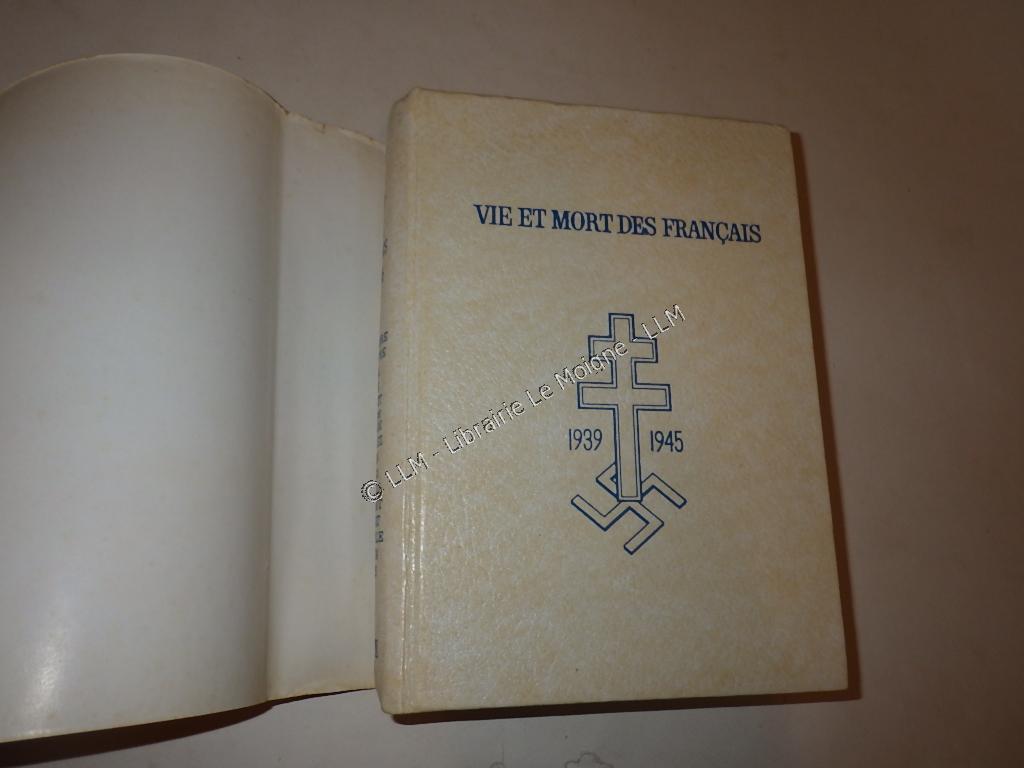 VIE ET MORT DES FRANÇAIS
1939 1945
© LLM - Librairie Le Moigne - LLM